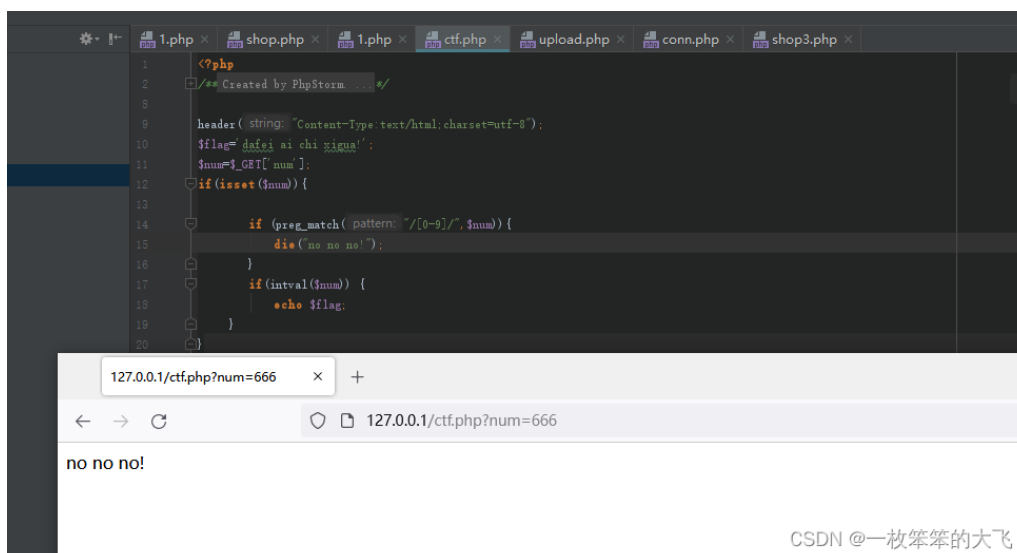 1.php × shop.php × 1.php × ctf.php × upload.php × conn.php × shop3.php ×
1 <?php
2 /** Created by PhpStorm. ...*/
8
9 header( string: "Content-Type:text/html;charset=utf-8");
10 $flag='dafei ai chi xigua!';
11 $num=$_GET['num'];
12 if(isset($num)){
13
14 if (preg_match( pattern: "/[0-9]/",$num)){
15 die("no no no!");
16 }
17 if(intval($num)) {
18 echo $flag;
19 }
20 }
127.0.0.1/ctf.php?num=666 × +
127.0.0.1/ctf.php?num=666
no no no!
CSDN @一枚笨笨的大飞